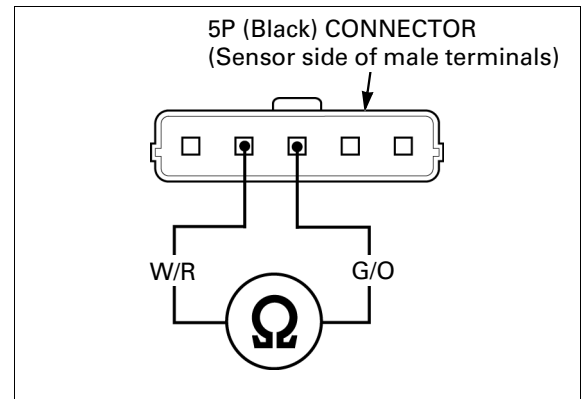 5P (Black) CONNECTOR
(Sensor side of male terminals)
W/R
G/O
Ω